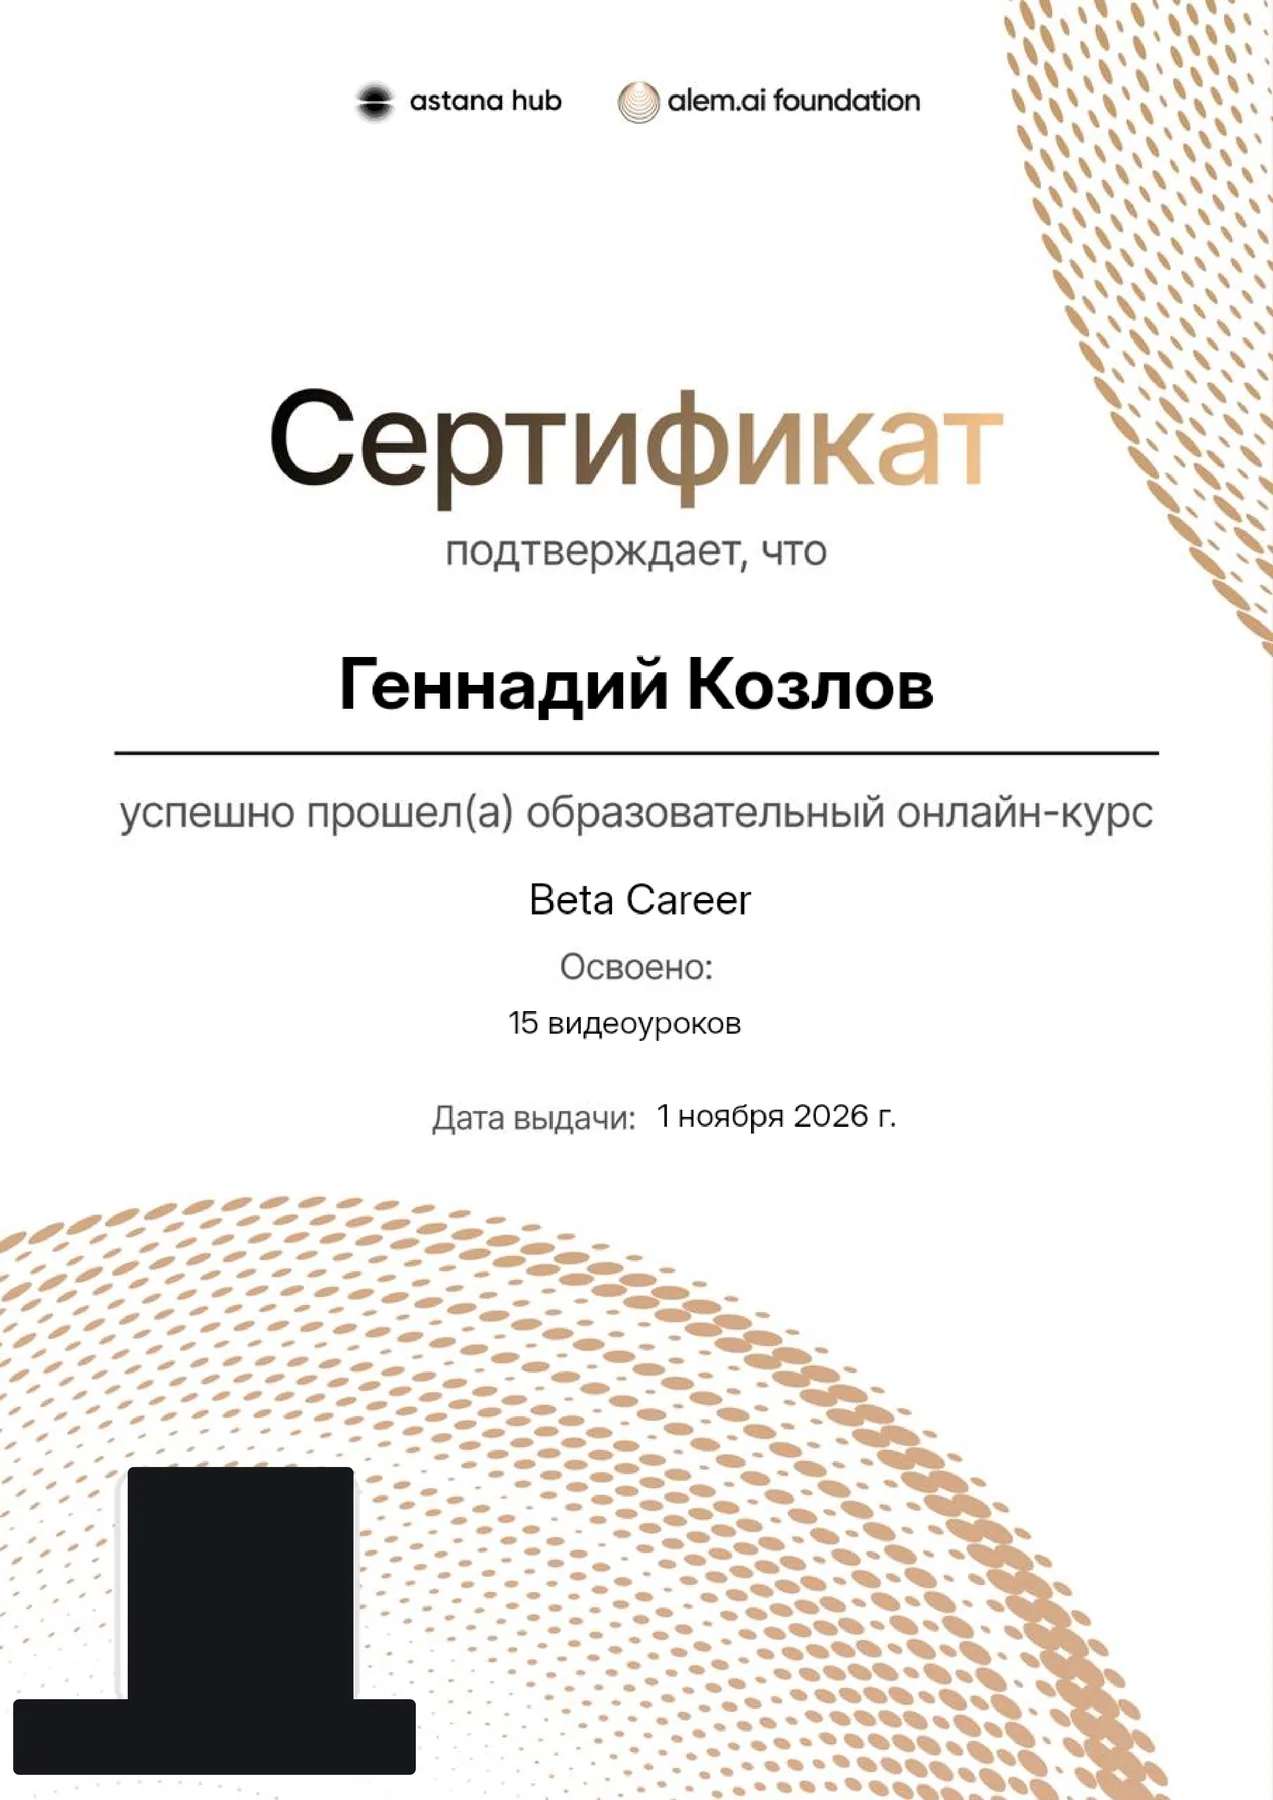 astana hub alem.ai foundation
Сертификат
подтверждает, что
Геннадий Козлов
успешно прошел(а) образовательный онлайн-курс
Beta Career
Освоено:
15 видеоуроков
Дата выдачи: 1 ноября 2026 г.